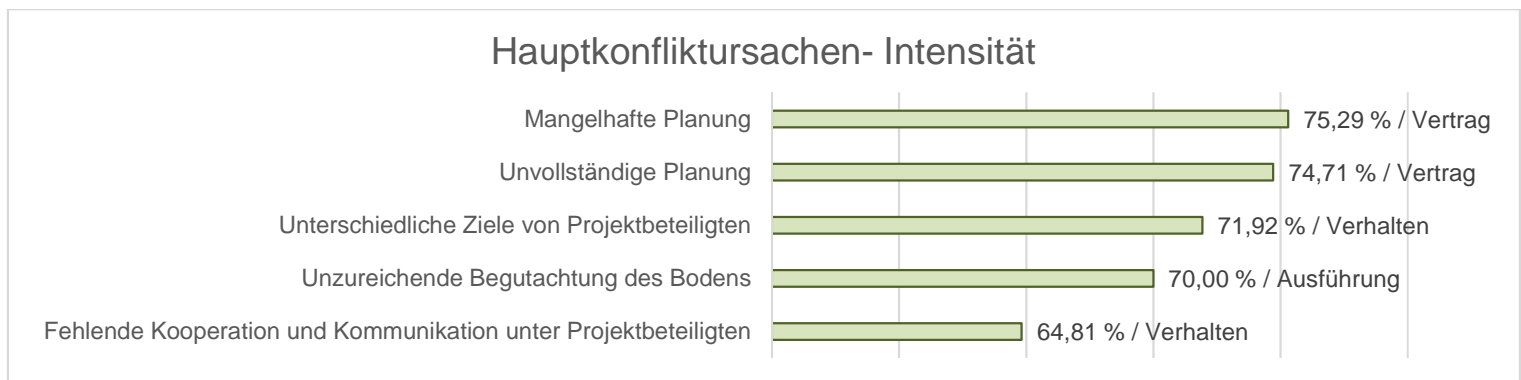 Hauptkonfliktursachen- Intensität
Mangelhafte Planung 75,29 % / Vertrag
Unvollständige Planung 74,71 % / Vertrag
Unterschiedliche Ziele von Projektbeteiligten 71,92 % / Verhalten
Unzureichende Begutachtung des Bodens 70,00 % / Ausführung
Fehlende Kooperation und Kommunikation unter Projektbeteiligten 64,81 % / Verhalten